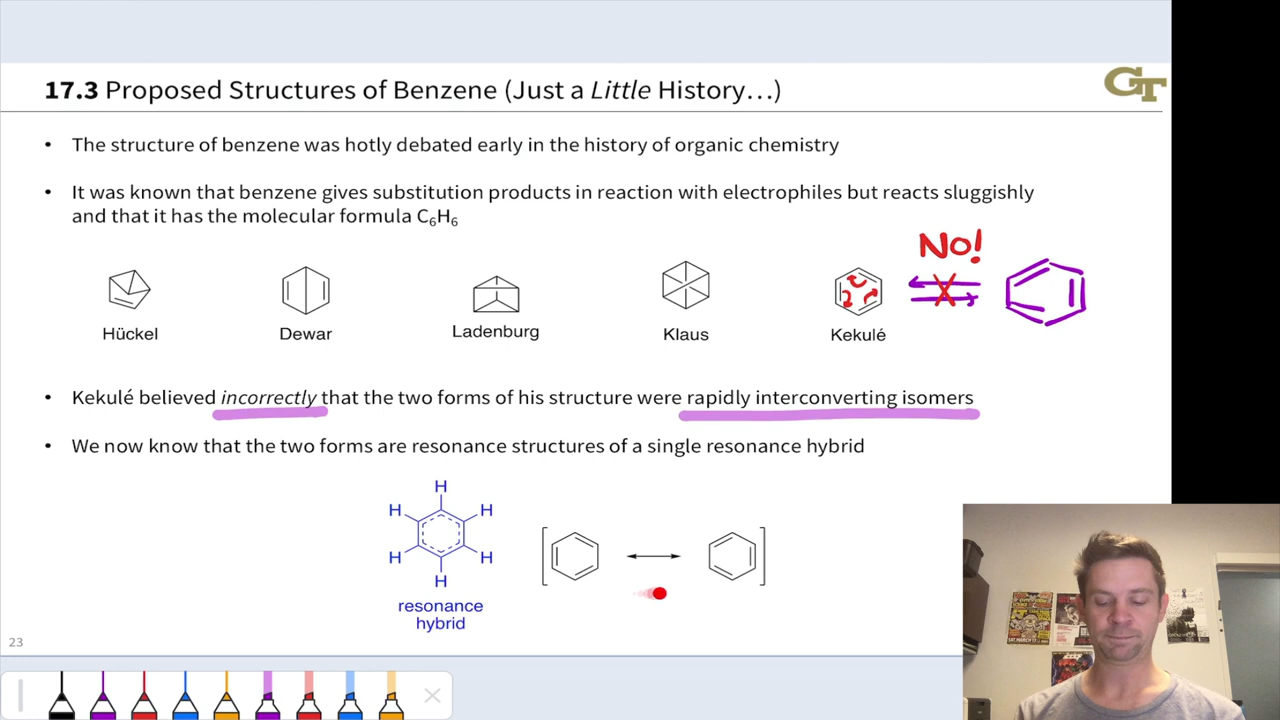 17.3 Proposed Structures of Benzene (Just a Little History…)
GT
• The structure of benzene was hotly debated early in the history of organic chemistry
• It was known that benzene gives substitution products in reaction with electrophiles but reacts sluggishly
and that it has the molecular formula C₆H₆
No!
Hückel
Dewar
Ladenburg
Klaus
Kekulé
• Kekulé believed incorrectly that the two forms of his structure were rapidly interconverting isomers
• We now know that the two forms are resonance structures of a single resonance hybrid
H
H H
H H
H
resonance
hybrid
23